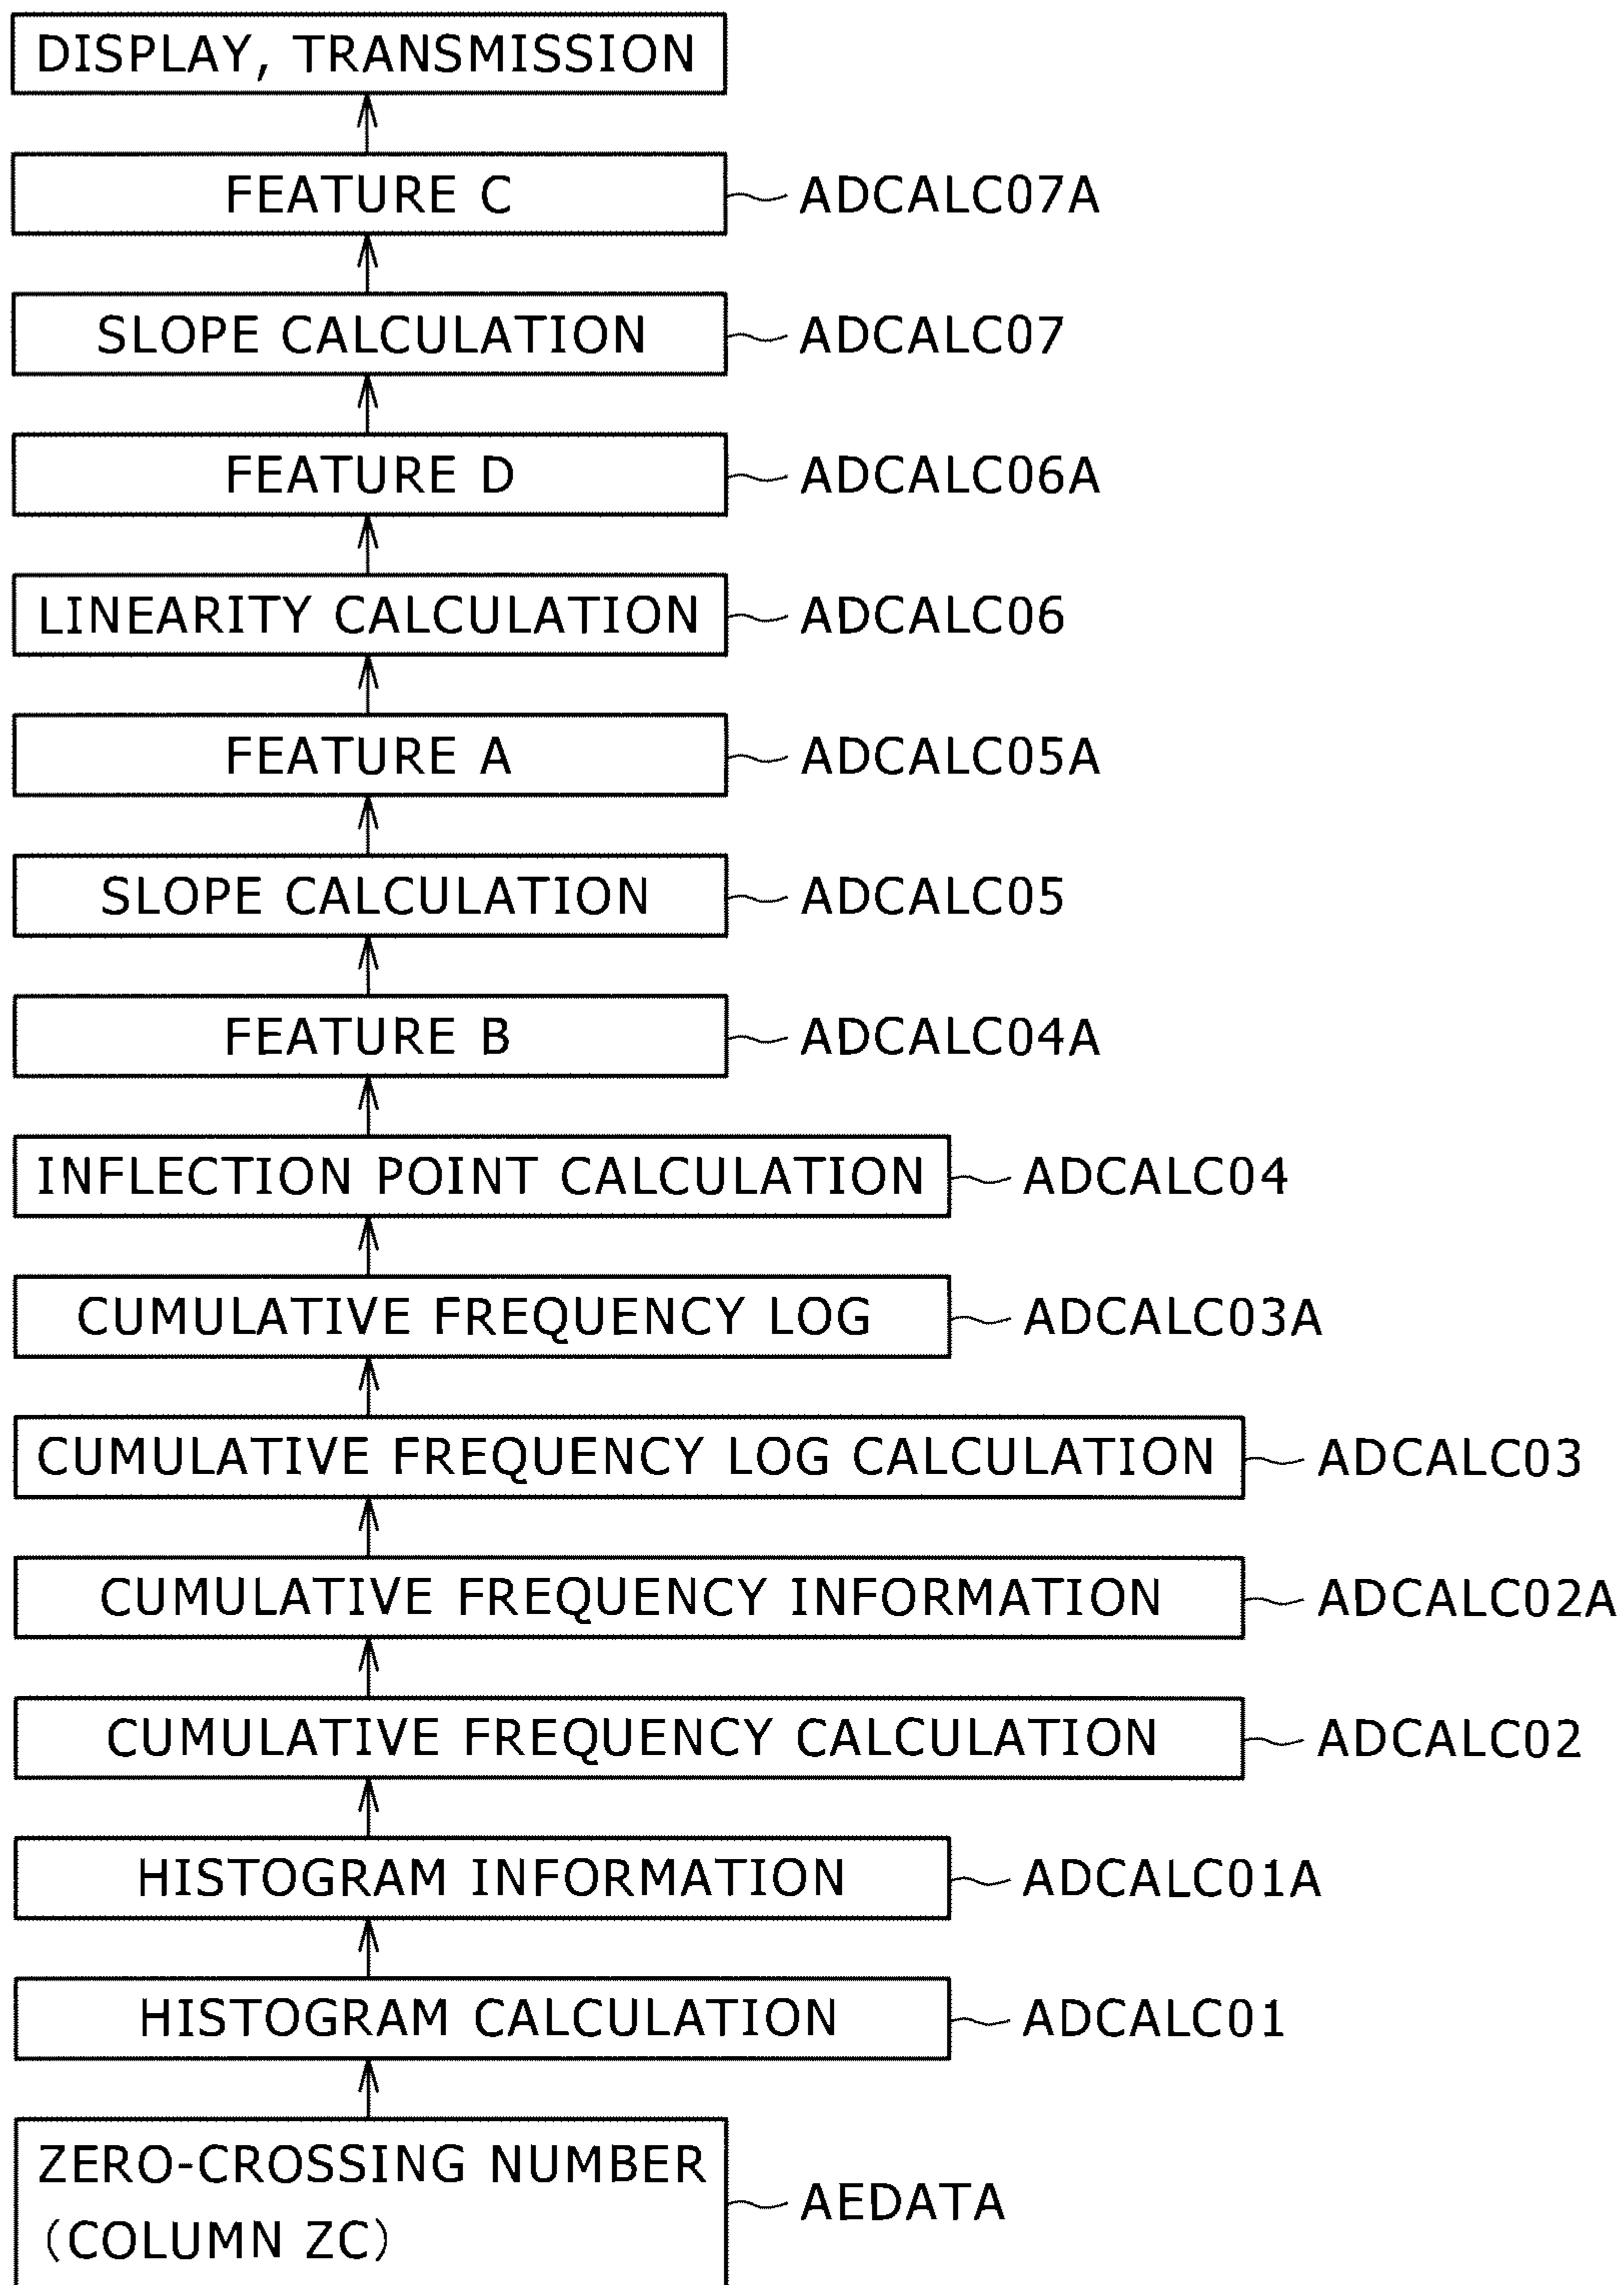 DISPLAY, TRANSMISSION
FEATURE C ADCALC07A
SLOPE CALCULATION ADCALC07
FEATURE D ADCALC06A
LINEARITY CALCULATION ADCALC06
FEATURE A ADCALC05A
SLOPE CALCULATION ADCALC05
FEATURE B ADCALC04A
INFLECTION POINT CALCULATION ADCALC04
CUMULATIVE FREQUENCY LOG ADCALC03A
CUMULATIVE FREQUENCY LOG CALCULATION ADCALC03
CUMULATIVE FREQUENCY INFORMATION ADCALC02A
CUMULATIVE FREQUENCY CALCULATION ADCALC02
HISTOGRAM INFORMATION ADCALC01A
HISTOGRAM CALCULATION ADCALC01
ZERO-CROSSING NUMBER
(COLUMN ZC)
AEDATA